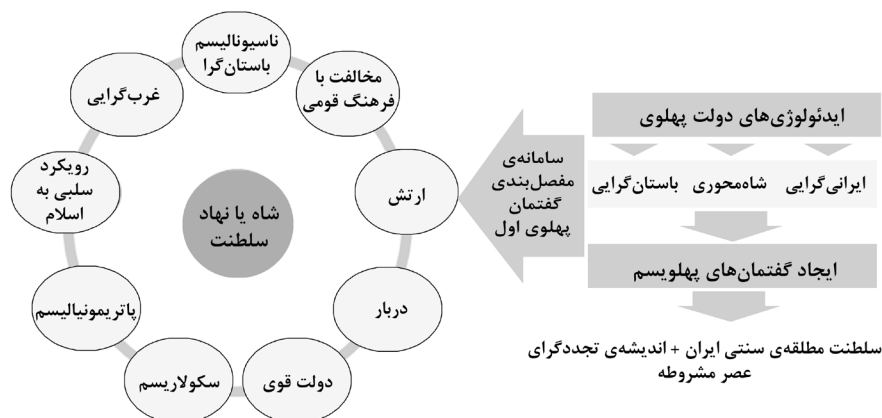 ایدئولوژی‌های دولت پهلوی
ایرانی‌گرایی
شاه‌محوری
باستان‌گرایی
ایجاد گفتمان‌های پهلویسم
سلطنت مطلقه‌ی سنتی ایران + اندیشه‌ی تجددگرای
عصر مشروطه
سامانه‌ی
مفصل‌بندی
گفتمان
پهلوی اول
شاه یا نهاد
سلطنت
ناسیونالیسم
باستان‌گرا
مخالفت با
فرهنگ قومی
ارتش
دربار
دولت قوی
سکولاریسم
پاتریمونیالیسم
رویکرد
سلبی به
اسلام
غرب‌گرایی